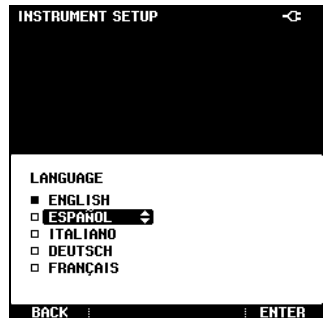 INSTRUMENT SETUP
LANGUAGE
ENGLISH
ESPAÑOL
ITALIANO
DEUTSCH
FRANÇAIS
BACK ENTER